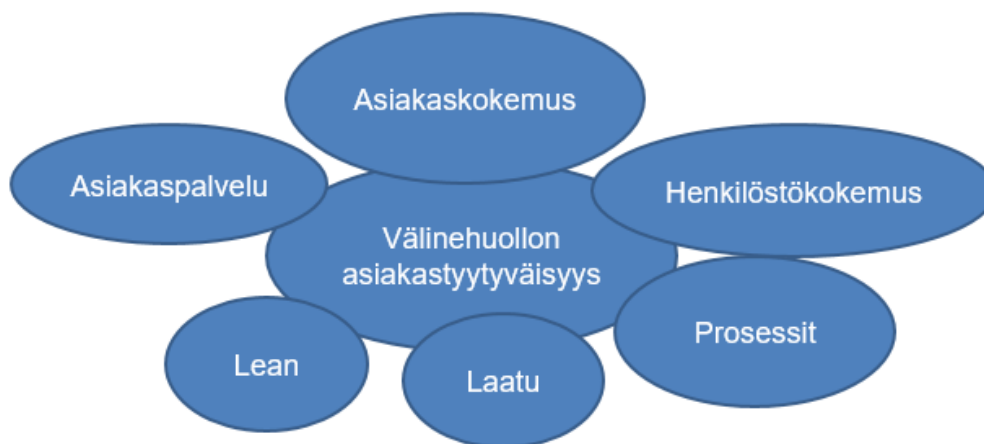 Asiakaskokemus
Asiakaspalvelu
Henkilöstökokemus
Välinehuollon
asiakastyytyväisyys
Prosessit
Lean
Laatu